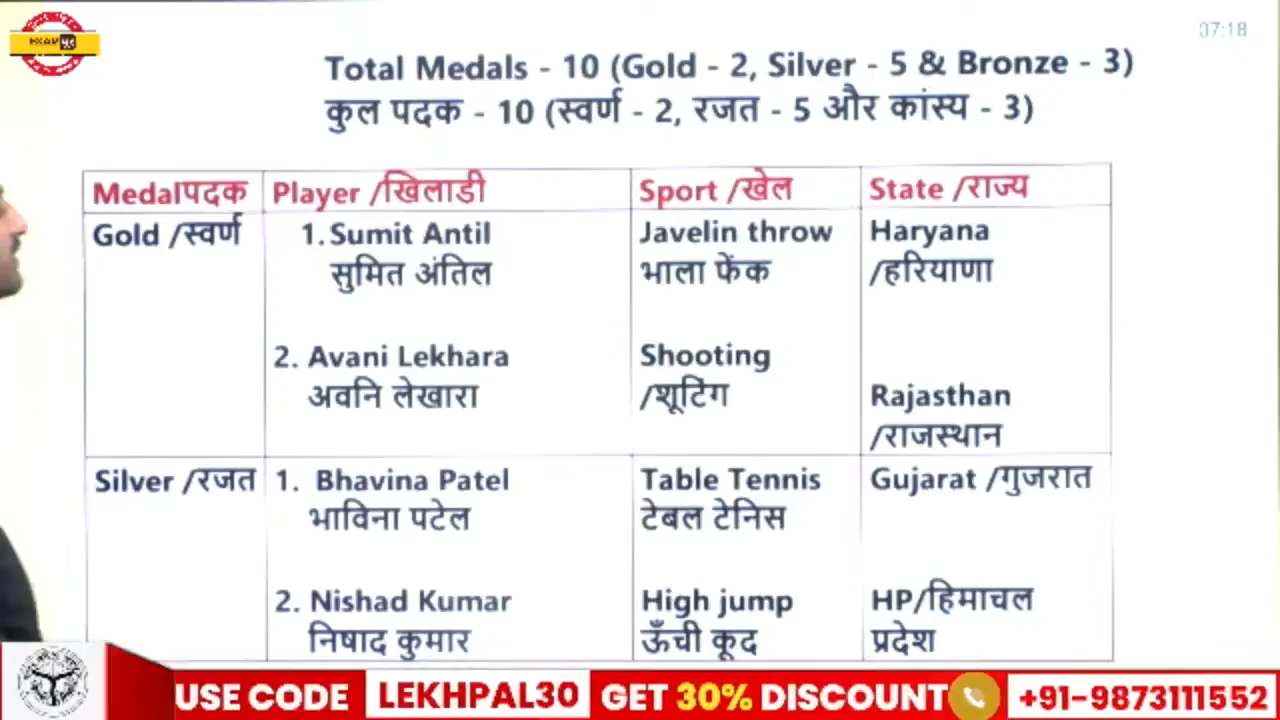 EXAM
07:18
Total Medals - 10 (Gold - 2, Silver - 5 & Bronze - 3)
कुल पदक - 10 (स्वर्ण - 2, रजत - 5 और कांस्य - 3)
Medalपदक Player /खिलाडी Sport /खेल State /राज्य
Gold /स्वर्ण 1. Sumit Antil Javelin throw Haryana
सुमित अंतिल भाला फेंक /हरियाणा
2. Avani Lekhara Shooting
अवनि लेखारा /शूटिंग Rajasthan
/राजस्थान
Silver /रजत 1. Bhavina Patel Table Tennis Gujarat /गुजरात
भाविना पटेल टेबल टेनिस
2. Nishad Kumar High jump HP/हिमाचल
निषाद कुमार ऊँची कूद प्रदेश
USE CODE LEKHPAL30 GET 30% DISCOUNT +91-9873111552